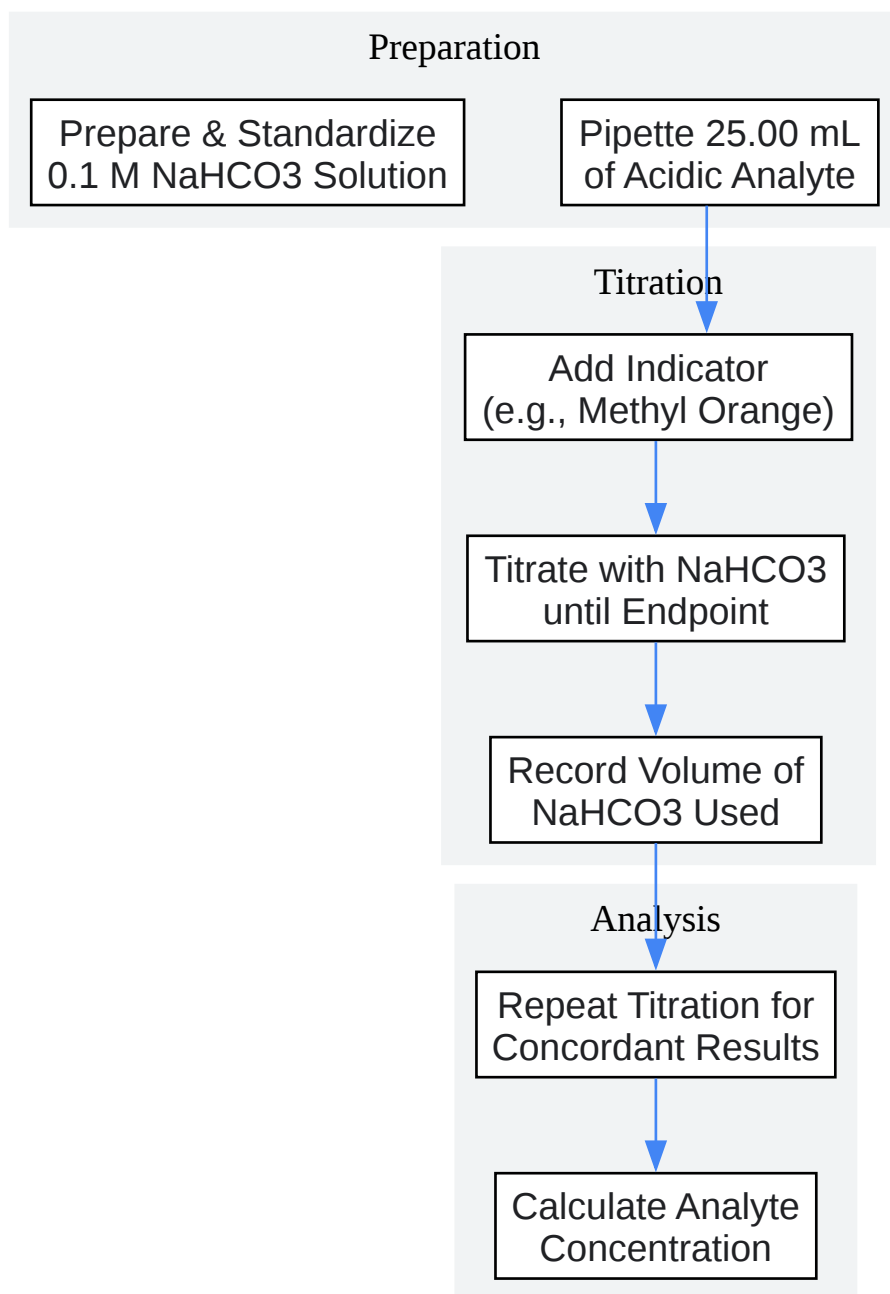 Preparation
Prepare & Standardize
0.1 M NaHCO3 Solution
Pipette 25.00 mL
of Acidic Analyte
Titration
Add Indicator
(e.g., Methyl Orange)
Titrate with NaHCO3
until Endpoint
Record Volume of
NaHCO3 Used
Analysis
Repeat Titration for
Concordant Results
Calculate Analyte
Concentration